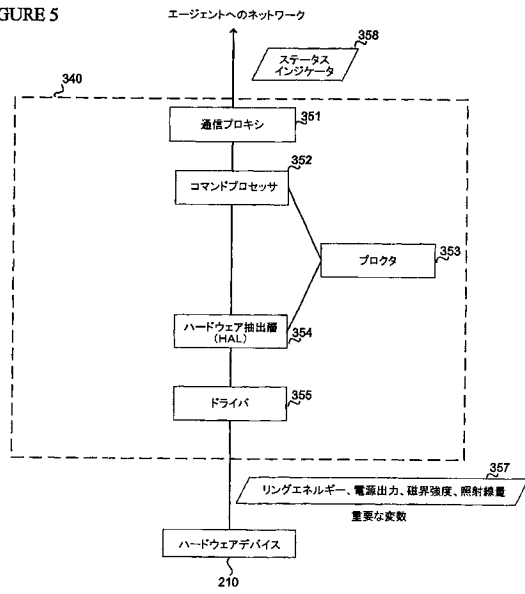 GURE 5
エージェントへのネットワーク
358
ステータス
インジケータ
340
通信プロキシ
351
352
コマンドプロセッサ
プロクタ
353
ハードウェア抽出層
(HAL)
354
355
ドライバ
357
リングエネルギー、電源出力、磁界強度、照射線量
重要な変数
ハードウェアデバイス
210